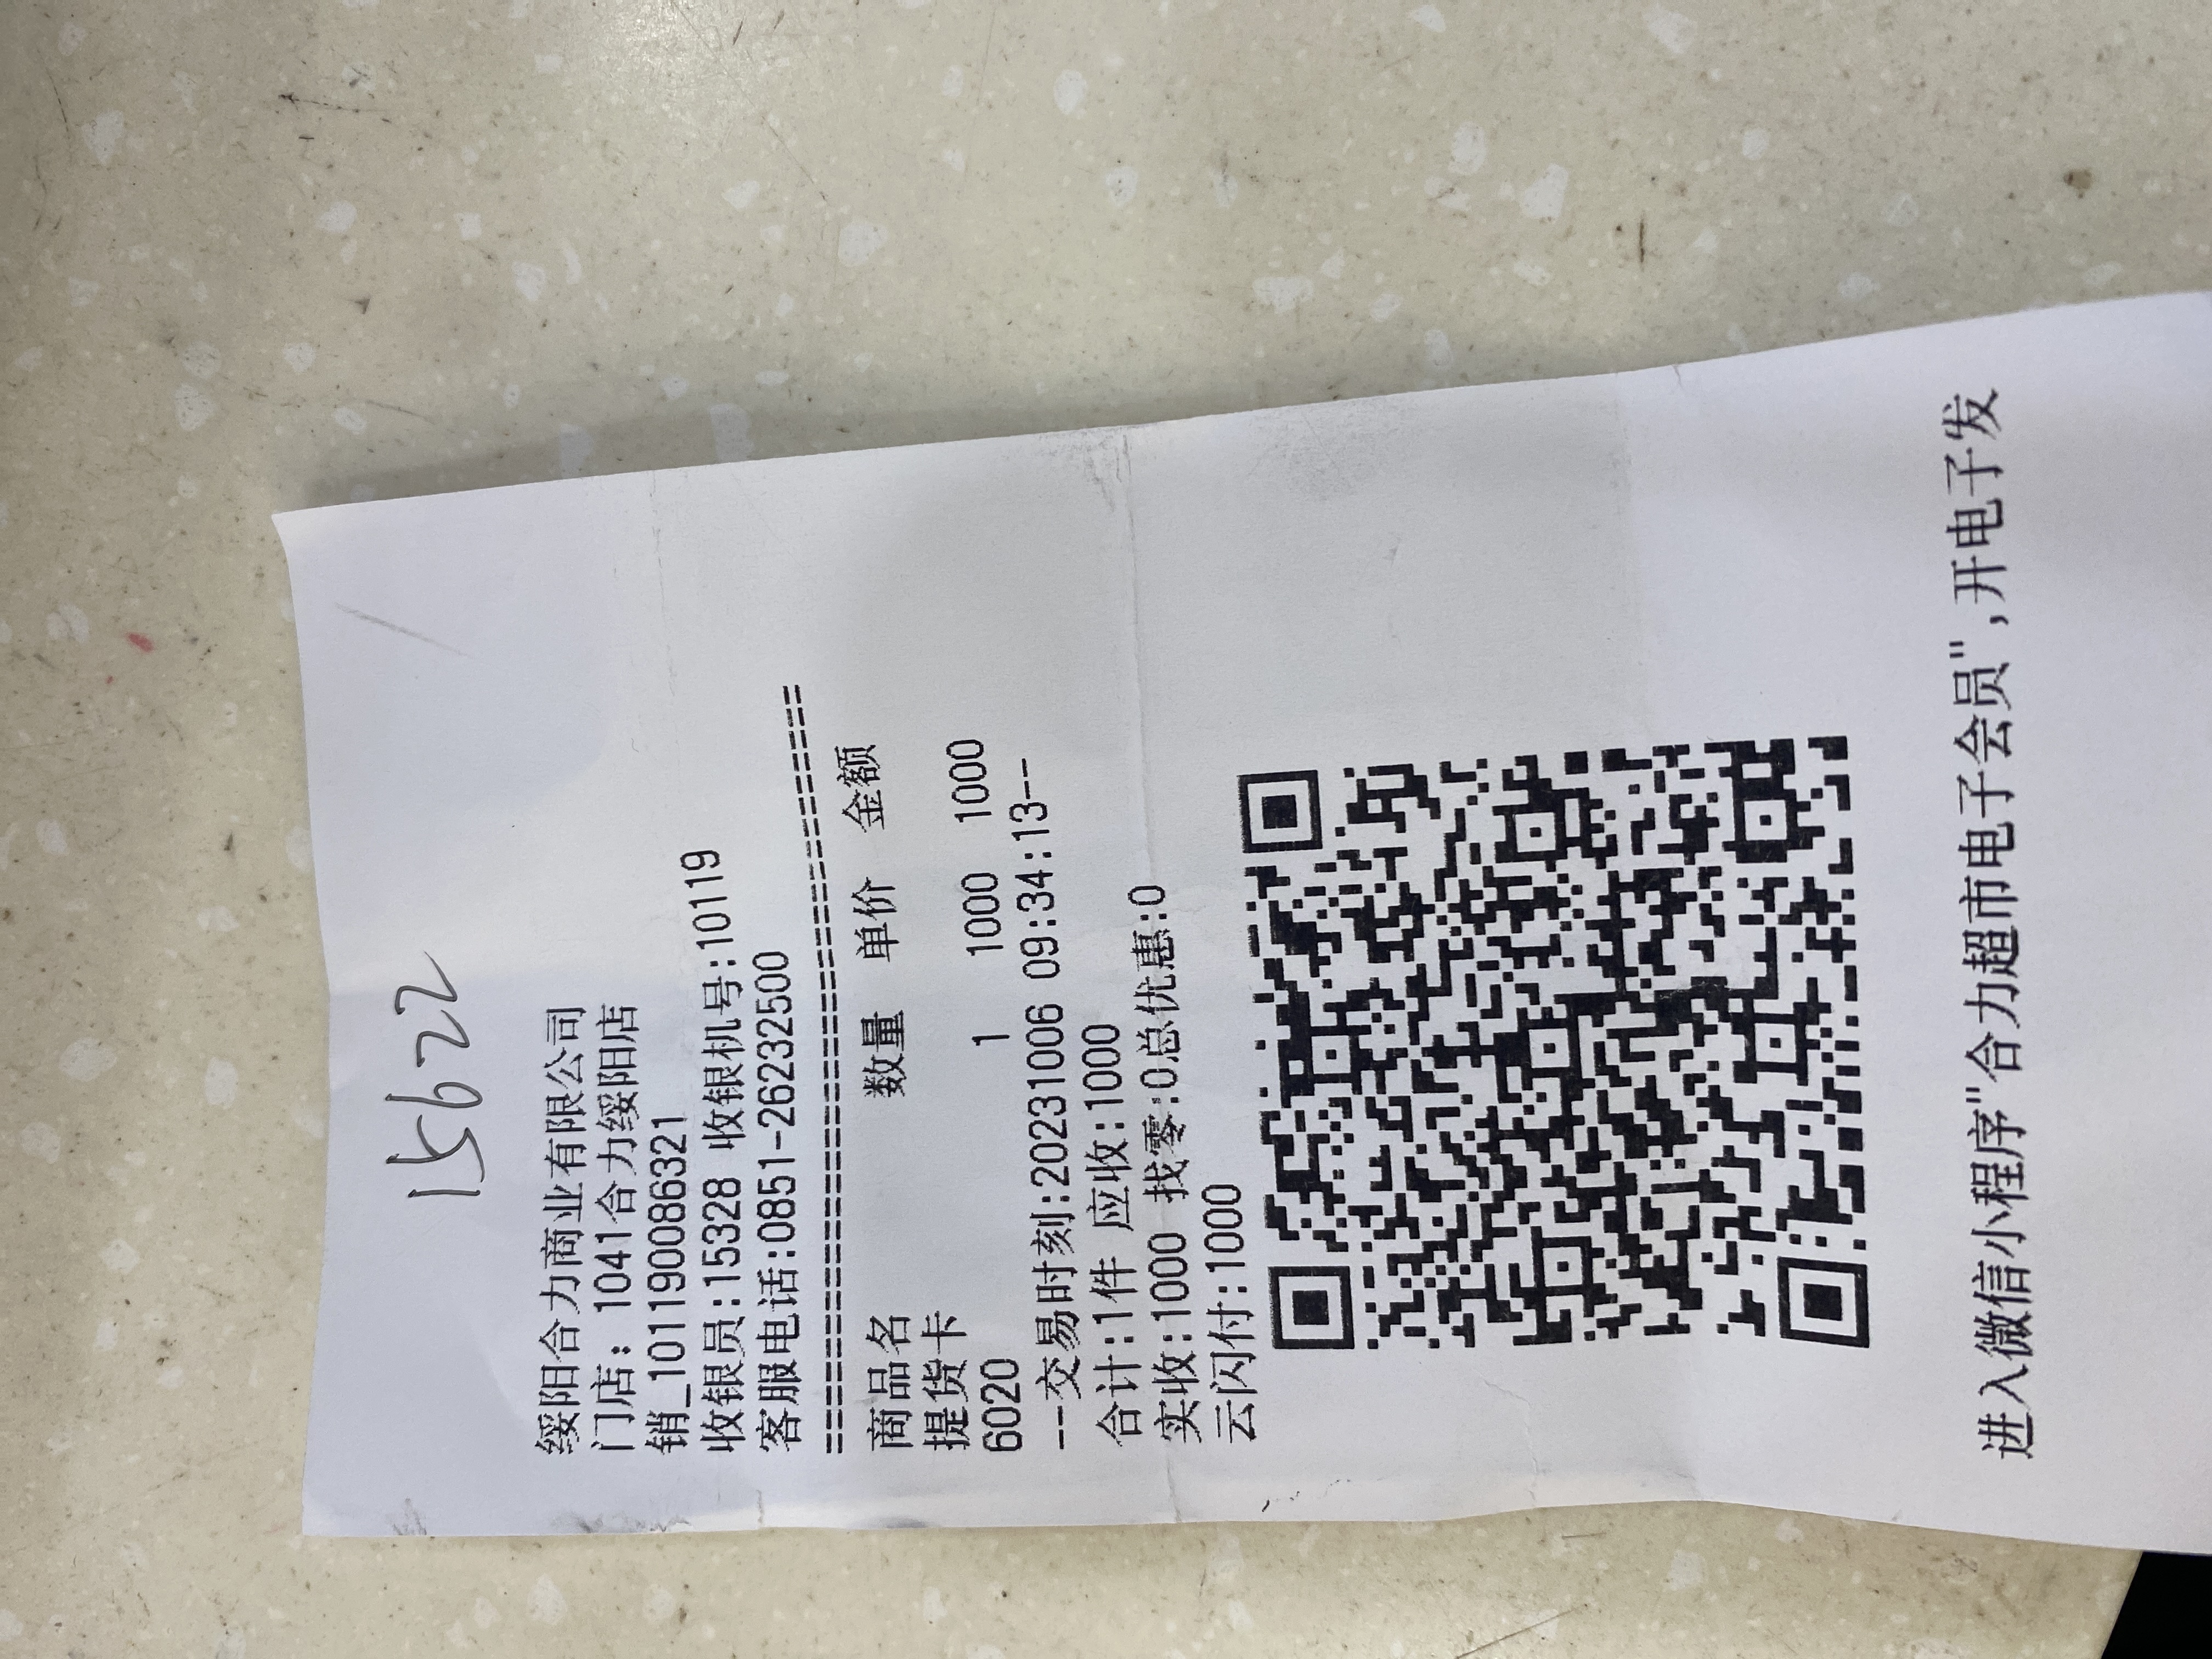 15622
绥阳合力商业有限公司
门店: 1041合力绥阳店
销_1011190086321
收银员:15328 收银机号:10119
客服电话:0851-26232500
========================================
商品名 数量 单价 金额
提货卡
6020 1 1000 1000
--交易时刻:20231006 09:34:13--
合计:1件 应收:1000
实收:1000 找零:0总优惠:0
云闪付:1000
进入微信小程序"合力超市电子会员",开电子发